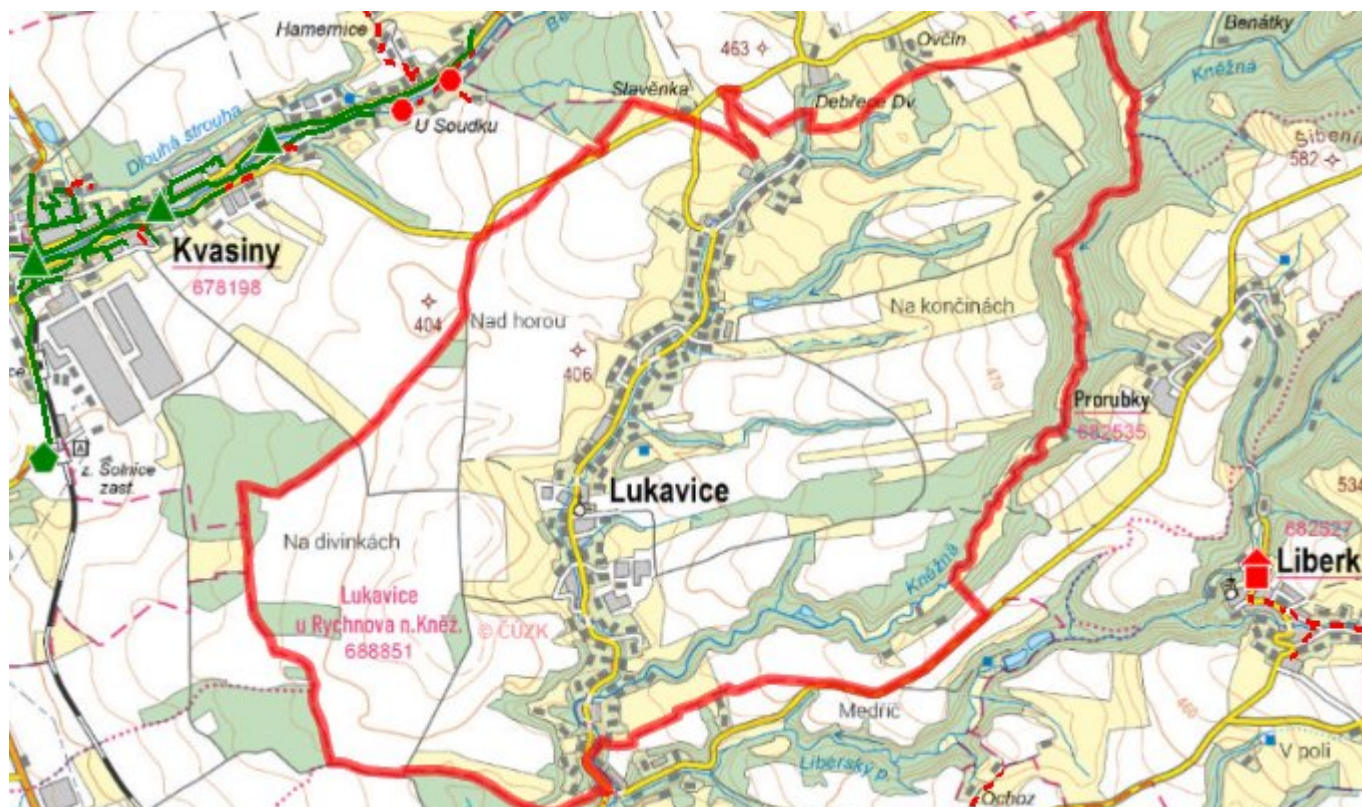 Hamernice
463
Ovčín
Benátky
Kněžna
Slavěnka
Debřece Dv.
U Soudku
Dlouhá strouha
582
Kvasiny
678198
404
Nad horou
406
Na končinách
470
Prorubky
682535
z. Solnice
zast.
Lukavice
534
Na divinkách
682527
Liberk
Kněžná
Lukavice
u Rychnova n.Kněž.
688851
© ČÚZK
Medříč
460
V poli
Liberský p.
Ochoz